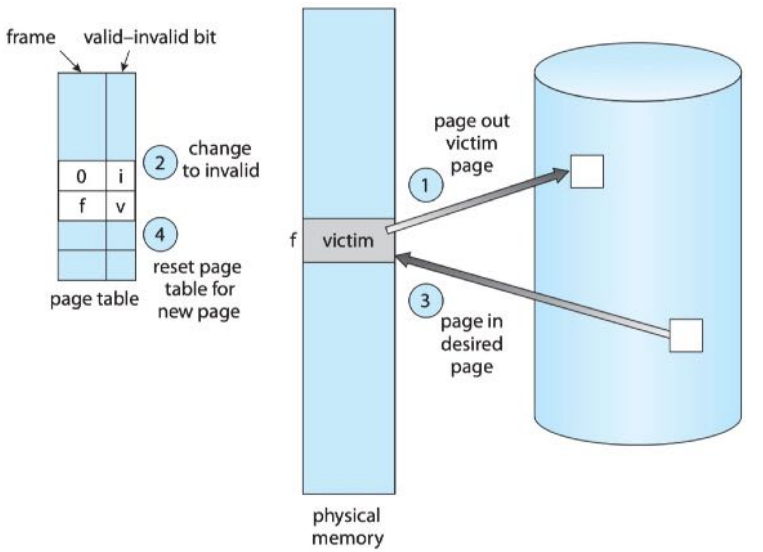 frame
valid–invalid bit
0
i
f
v
page table
2
change
to invalid
4
reset page
table for
new page
f
victim
physical
memory
1
page out
victim
page
3
page in
desired
page